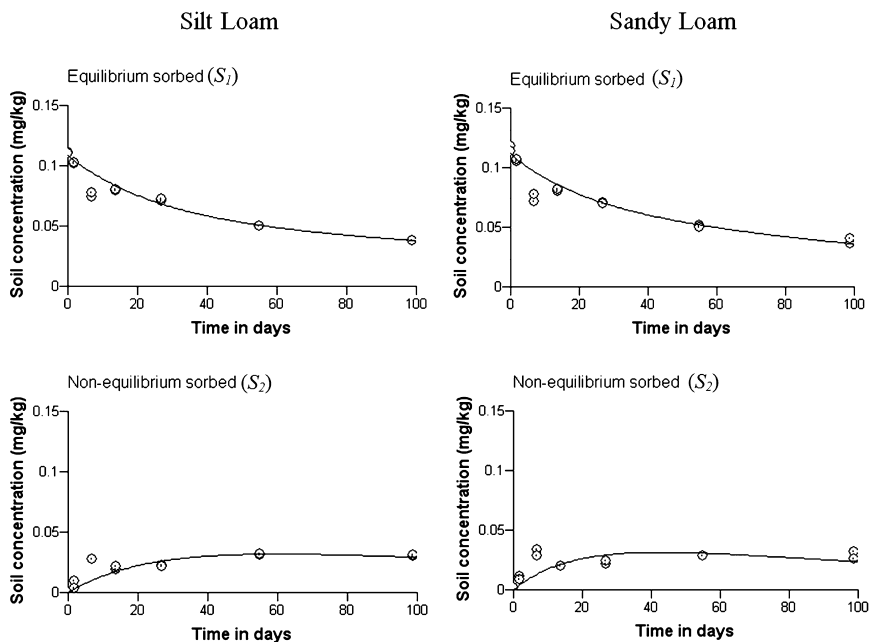 Silt Loam
Sandy Loam
Equilibrium sorbed (S1)
Soil concentration (mg/kg)
0.15
0.1
0.05
0
0 20 40 60 80 100
Time in days
Equilibrium sorbed (S1)
Soil concentration (mg/kg)
0.15
0.1
0.05
0
0 20 40 60 80 100
Time in days
Non-equilibrium sorbed (S2)
Soil concentration (mg/kg)
0.15
0.1
0.05
0
0 20 40 60 80 100
Time in days
Non-equilibrium sorbed (S2)
Soil concentration (mg/kg)
0.15
0.1
0.05
0
0 20 40 60 80 100
Time in days